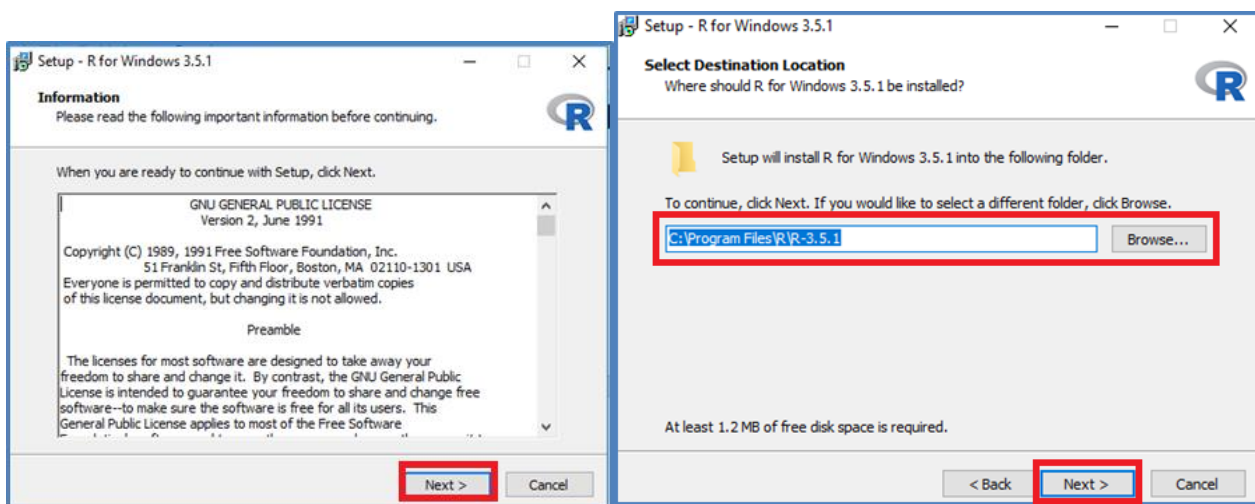 Setup - R for Windows 3.5.1
Information
Please read the following important information before continuing.
R
When you are ready to continue with Setup, click Next.
GNU GENERAL PUBLIC LICENSE
Version 2, June 1991
Copyright (C) 1989, 1991 Free Software Foundation, Inc.
51 Franklin St, Fifth Floor, Boston, MA 02110-1301 USA
Everyone is permitted to copy and distribute verbatim copies
of this license document, but changing it is not allowed.
Preamble
The licenses for most software are designed to take away your
freedom to share and change it. By contrast, the GNU General Public
License is intended to guarantee your freedom to share and change free
software--to make sure the software is free for all its users. This
General Public License applies to most of the Free Software
Next >
Cancel
Setup - R for Windows 3.5.1
Select Destination Location
Where should R for Windows 3.5.1 be installed?
R
Setup will install R for Windows 3.5.1 into the following folder.
To continue, click Next. If you would like to select a different folder, click Browse.
C:\Program Files\R\R-3.5.1
Browse...
At least 1.2 MB of free disk space is required.
< Back
Next >
Cancel